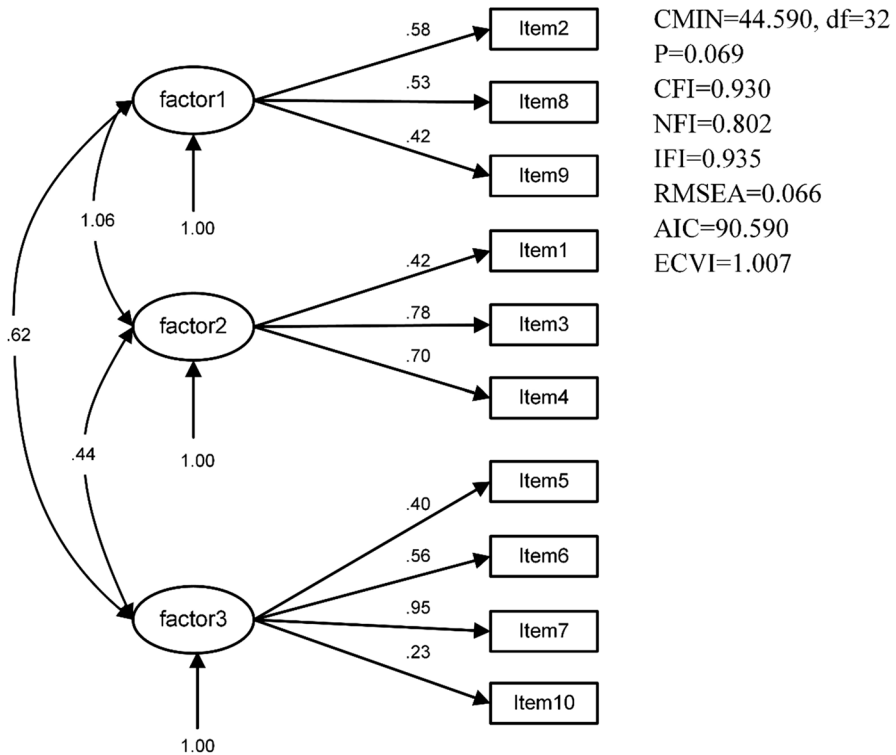 .58
Item2
.53
factor1
Item8
.42
Item9
1.06
1.00
.42
Item1
.78
factor2
Item3
.70
Item4
.62
.44
1.00
.40
Item5
.56
Item6
.95
factor3
Item7
.23
Item10
1.00
CMIN=44.590, df=32
P=0.069
CFI=0.930
NFI=0.802
IFI=0.935
RMSEA=0.066
AIC=90.590
ECVI=1.007